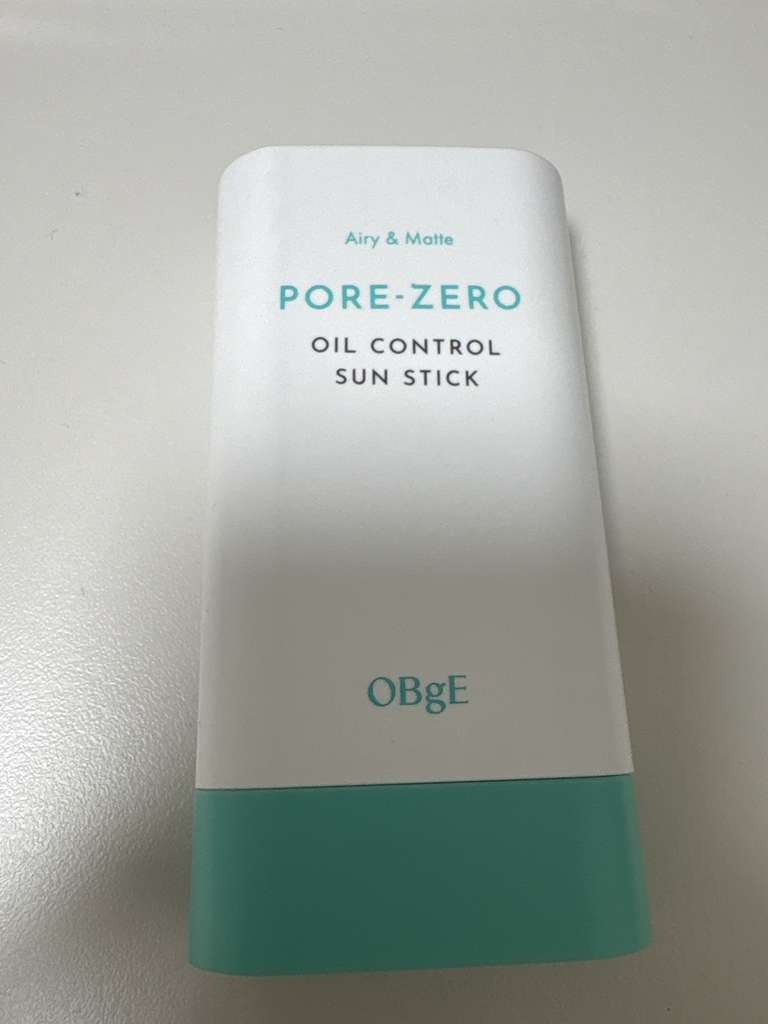 Airy & Matte
PORE-ZERO
OIL CONTROL
SUN STICK
OBgE